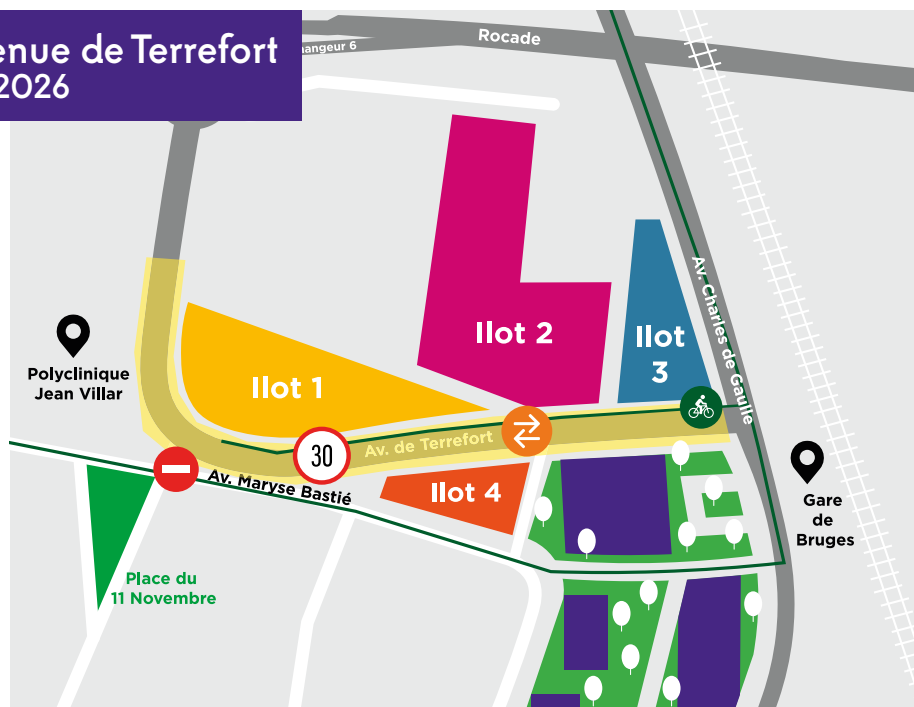 enue de Terrefort
2026
angeur 6
Rocade
Av. Charles de Gaulle
Ilot 2
Ilot
3
Ilot 1
Polyclinique
Jean Villar
Av. de Terrefort
30
Av. Maryse Bastié
Ilot 4
Gare
de
Bruges
Place du
11 Novembre